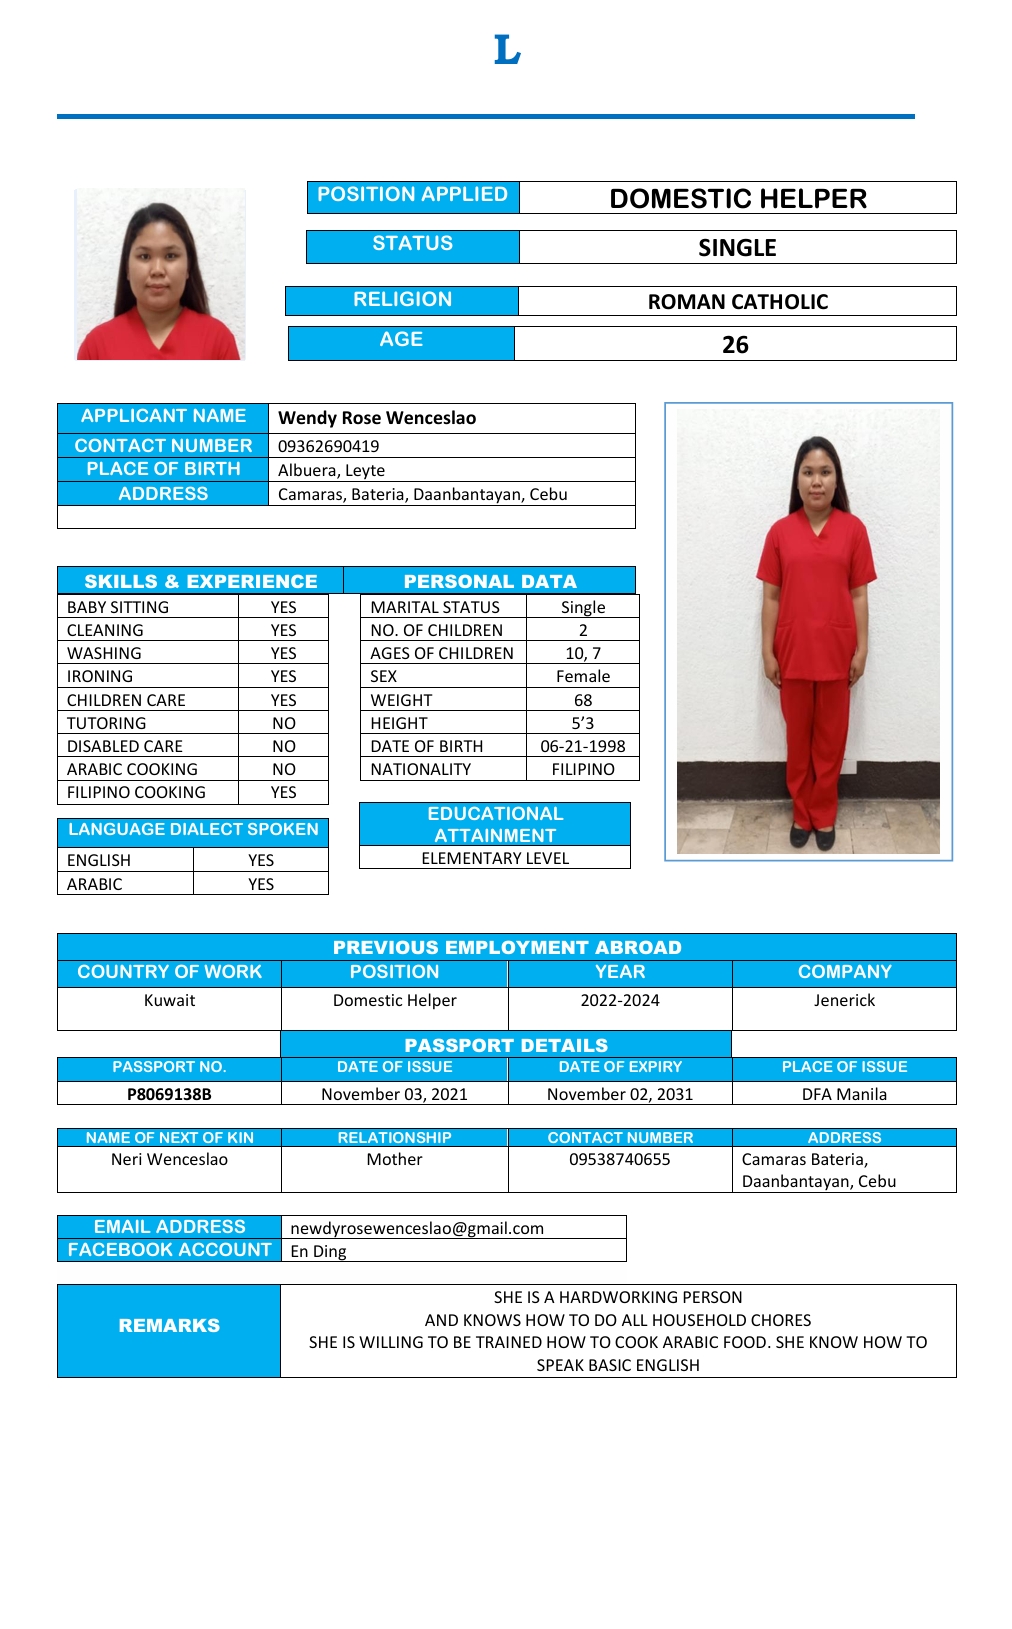 L
POSITION APPLIED DOMESTIC HELPER
STATUS SINGLE
RELIGION ROMAN CATHOLIC
AGE 26
APPLICANT NAME Wendy Rose Wenceslao
CONTACT NUMBER 09362690419
PLACE OF BIRTH Albuera, Leyte
ADDRESS Camaras, Bateria, Daanbantayan, Cebu
SKILLS & EXPERIENCE
BABY SITTING YES
CLEANING YES
WASHING YES
IRONING YES
CHILDREN CARE YES
TUTORING NO
DISABLED CARE NO
ARABIC COOKING NO
FILIPINO COOKING YES
LANGUAGE DIALECT SPOKEN
ENGLISH YES
ARABIC YES
PERSONAL DATA
MARITAL STATUS Single
NO. OF CHILDREN 2
AGES OF CHILDREN 10, 7
SEX Female
WEIGHT 68
HEIGHT 5’3
DATE OF BIRTH 06-21-1998
NATIONALITY FILIPINO
EDUCATIONAL
ATTAINMENT
ELEMENTARY LEVEL
PREVIOUS EMPLOYMENT ABROAD
COUNTRY OF WORK POSITION YEAR COMPANY
Kuwait Domestic Helper 2022-2024 Jenerick
PASSPORT DETAILS
PASSPORT NO. DATE OF ISSUE DATE OF EXPIRY PLACE OF ISSUE
P8069138B November 03, 2021 November 02, 2031 DFA Manila
NAME OF NEXT OF KIN RELATIONSHIP CONTACT NUMBER ADDRESS
Neri Wenceslao Mother 09538740655 Camaras Bateria,
Daanbantayan, Cebu
EMAIL ADDRESS newdyrosewenceslao@gmail.com
FACEBOOK ACCOUNT En Ding
REMARKS
SHE IS A HARDWORKING PERSON
AND KNOWS HOW TO DO ALL HOUSEHOLD CHORES
SHE IS WILLING TO BE TRAINED HOW TO COOK ARABIC FOOD. SHE KNOW HOW TO
SPEAK BASIC ENGLISH